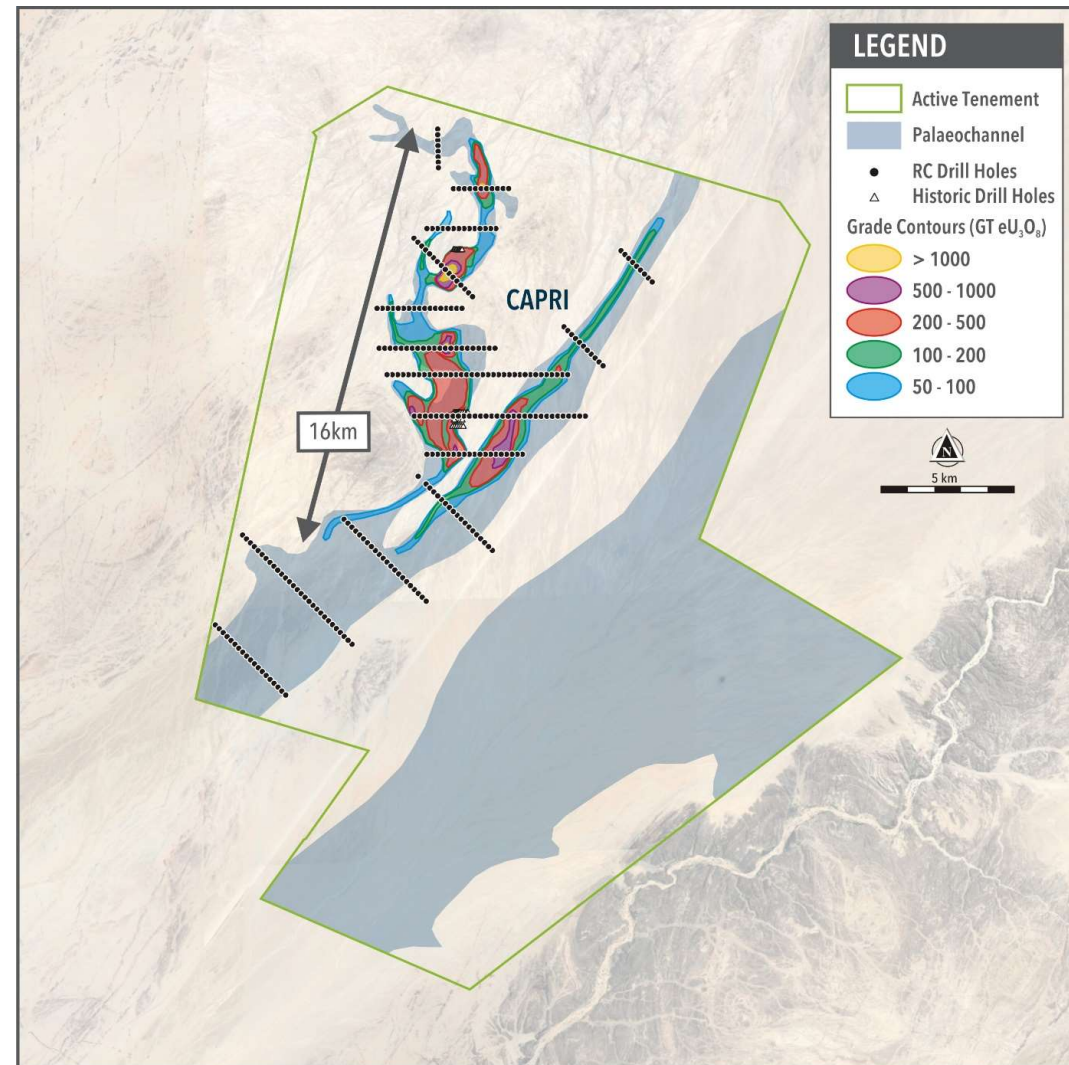 LEGEND
Active Tenement
Palaeochannel
RC Drill Holes
Historic Drill Holes
Grade Contours (GT eU₃O₈)
> 1000
500 - 1000
200 - 500
100 - 200
50 - 100
N
5 km
CAPRI
16km